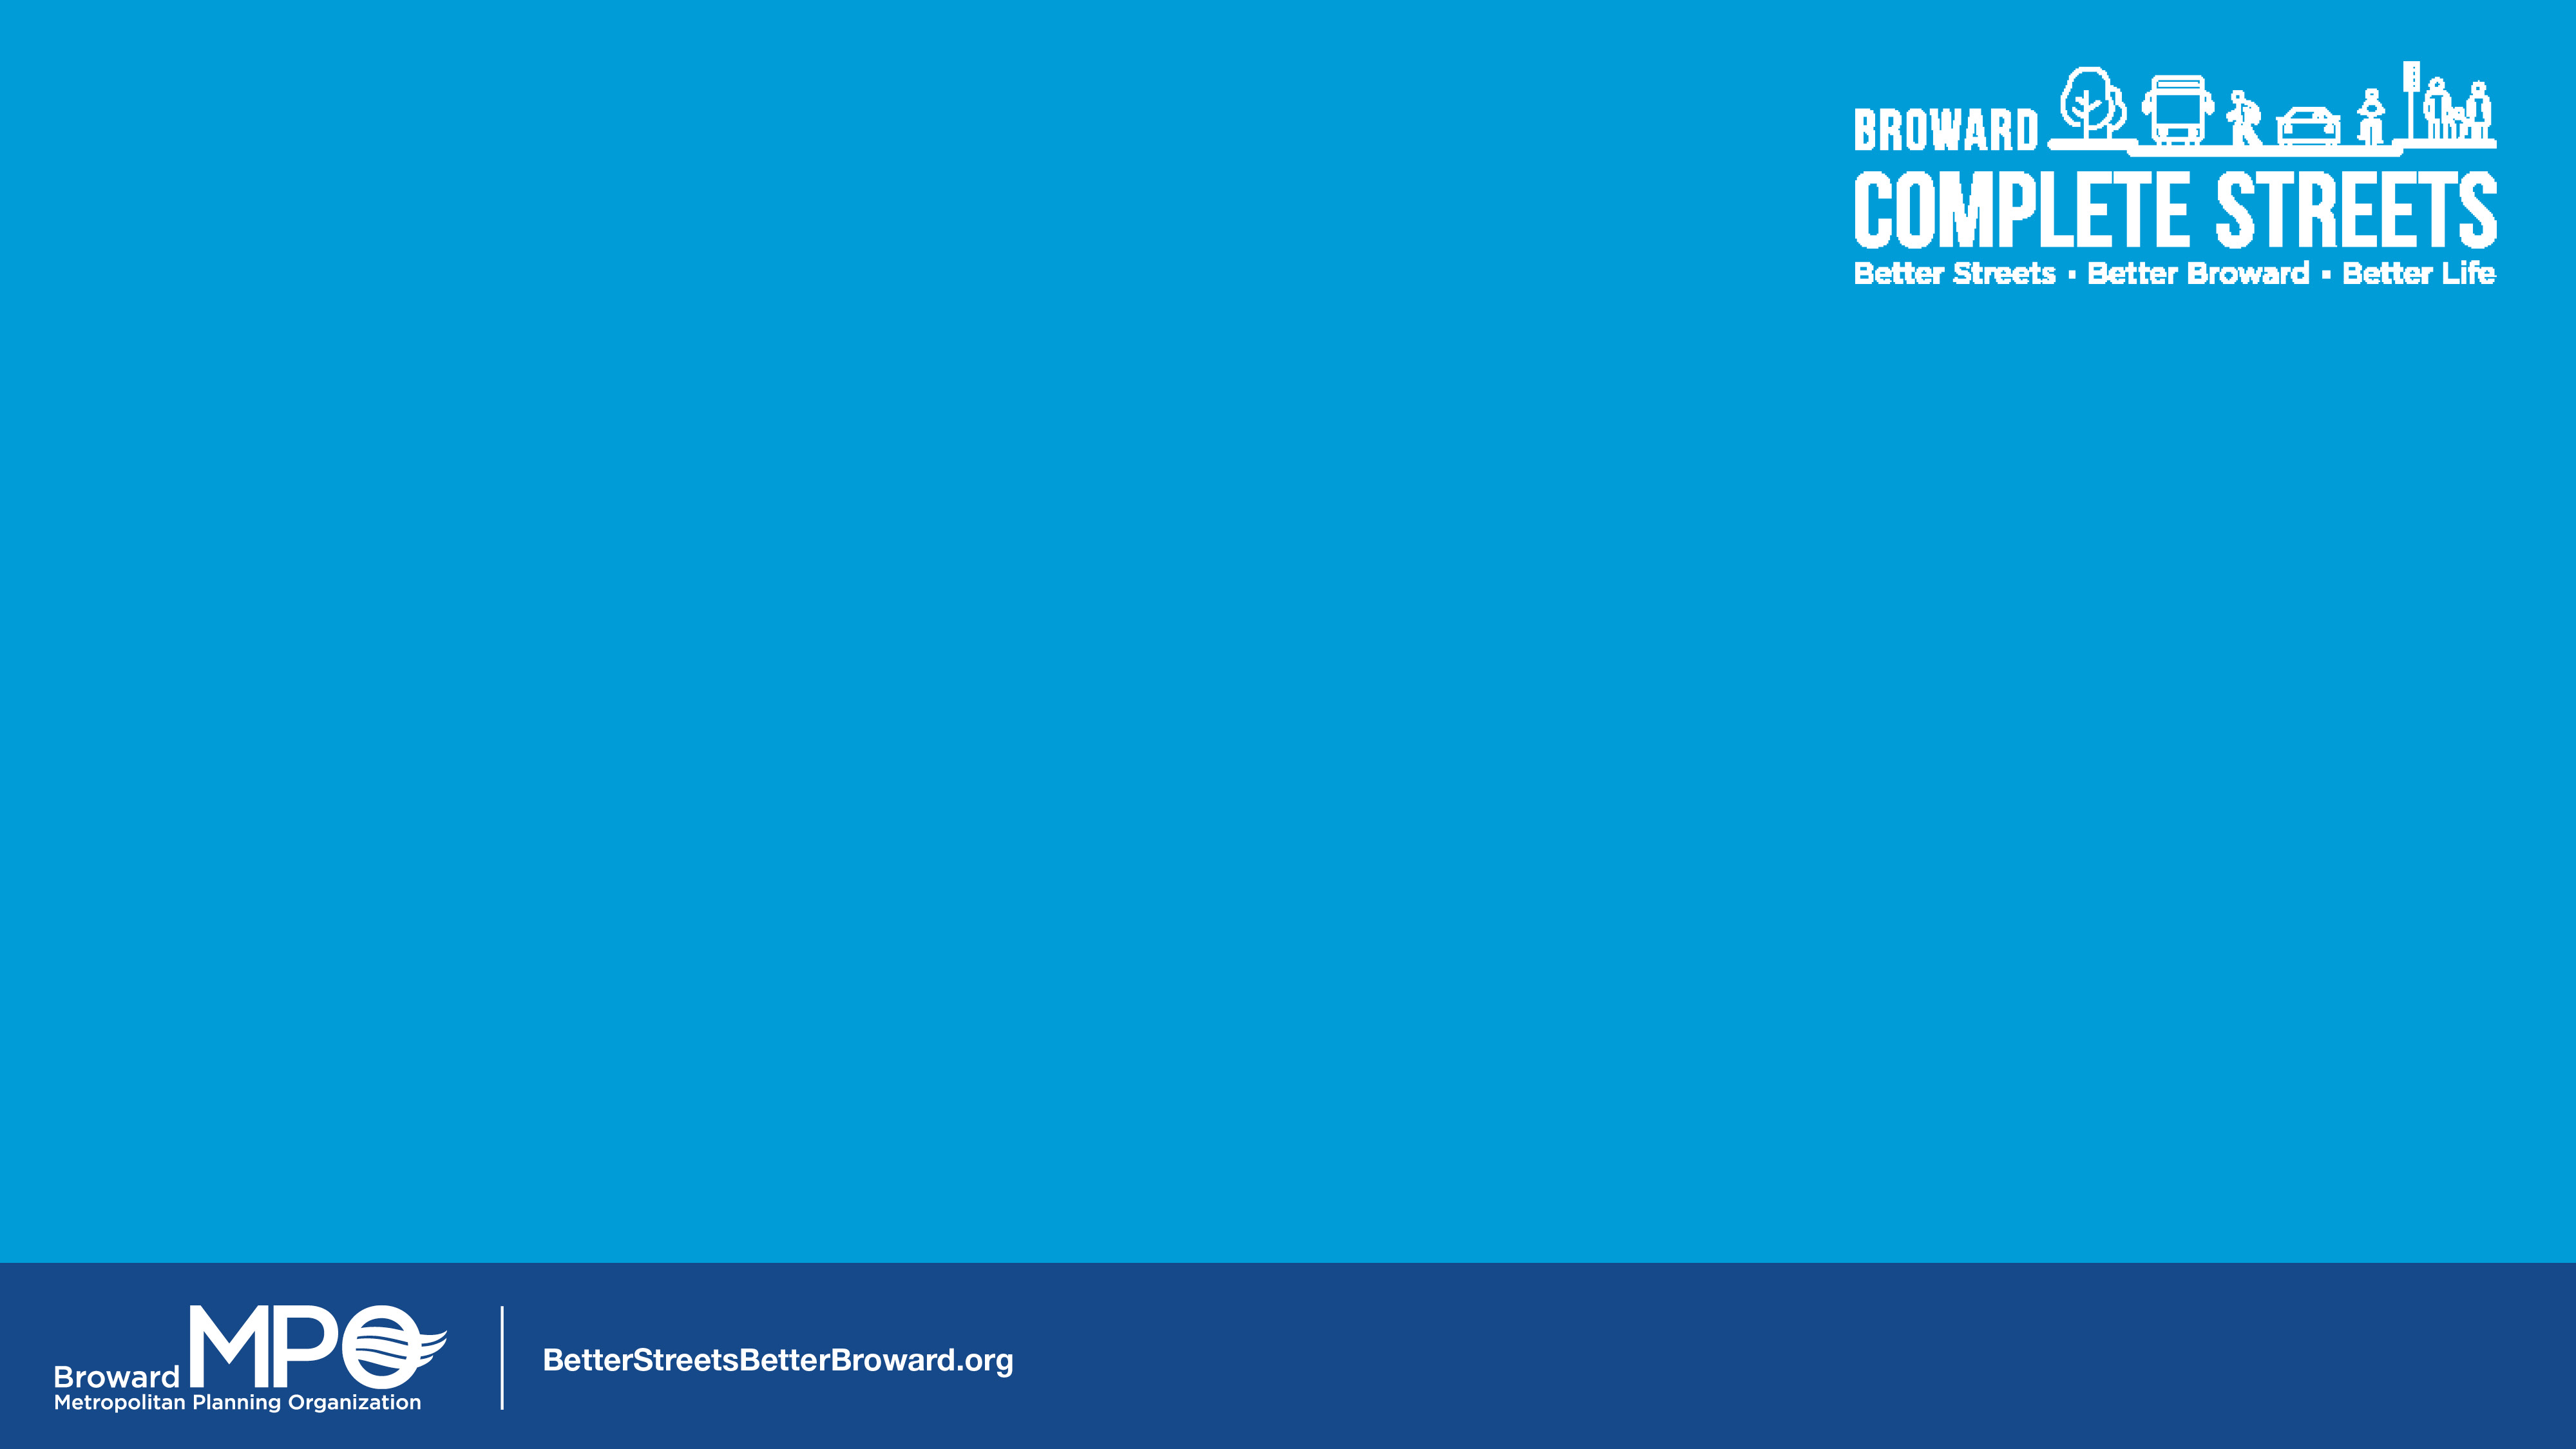 BROWARD
COMPLETE STREETS
Better Streets · Better Broward · Better Life
Broward MPO
Metropolitan Planning Organization
BetterStreetsBetterBroward.org